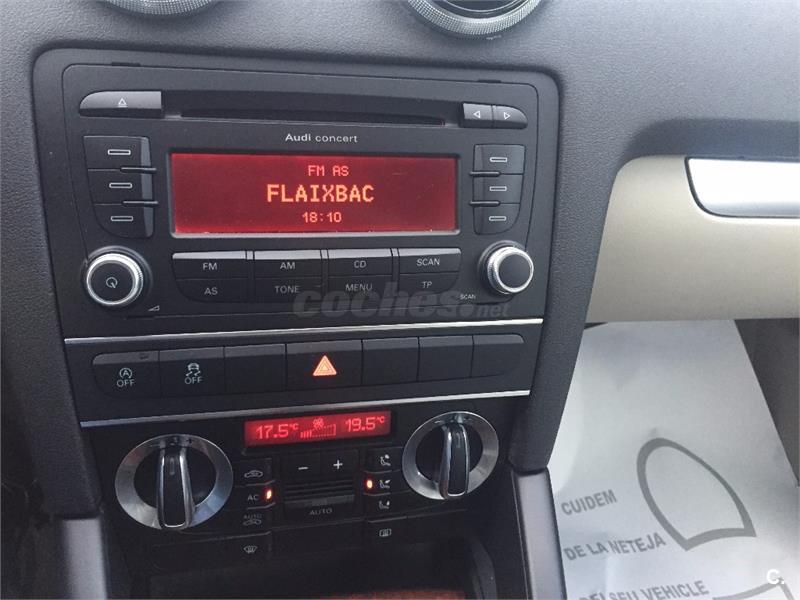 Audi concert
FM AS
FLAIXBAC
18:10
FM AM CD SCAN
AS TONE MENU TP
SCAN
coches.net
OFF OFF
17.5°C 19.5°C
AC
AUTO AUTO
CUIDEM
DE LA NETEJA
DEL SEU VEHICLE
C.